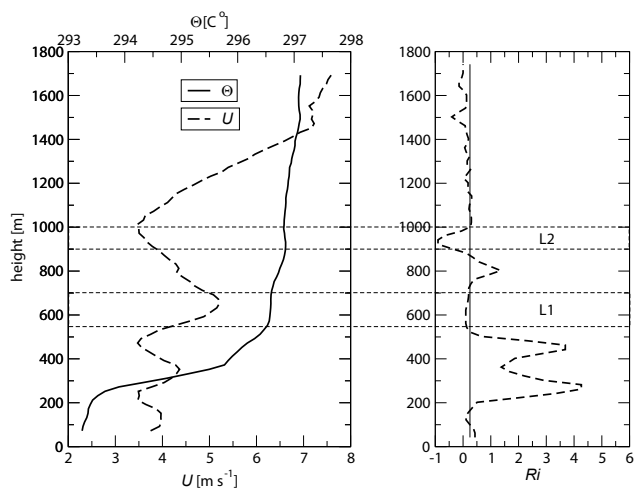 Θ[C°]
293 294 295 296 297 298
1800 1800
1600 1600
1400 1400
1200 1200
1000 1000
800 800
600 600
400 400
200 200
0 0
height [m]
Θ
U
L2
L1
2 3 4 5 6 7 8
-1 0 1 2 3 4 5 6
U [m s⁻¹]
Ri